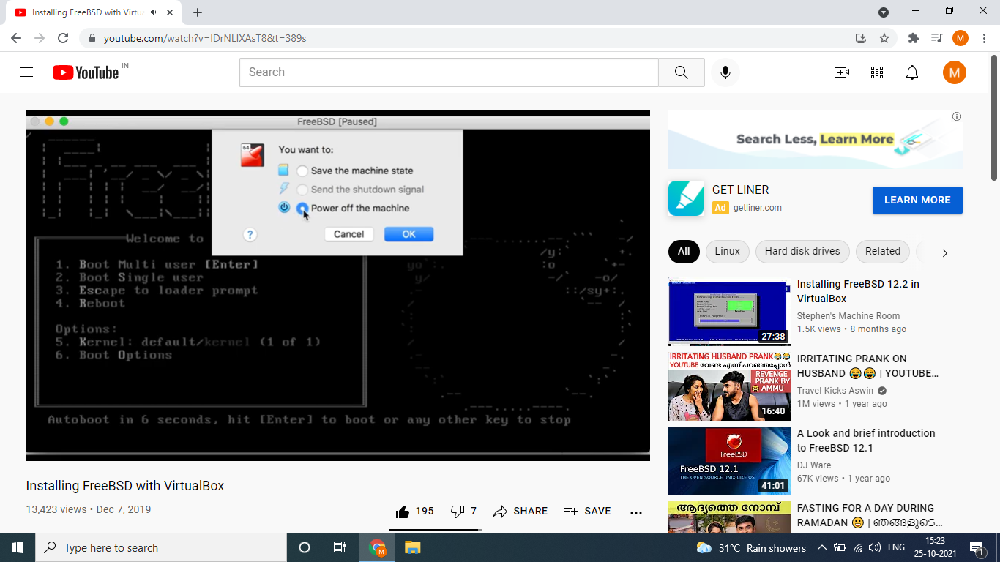 Installing FreeBSD with Virtu
youtube.com/watch?v=IDrNLIXAsT8&t=389s
M
YouTube IN
Search
M
FreeBSD [Paused]
64
You want to:
Save the machine state
Send the shutdown signal
Power off the machine
?
Cancel
OK
Welcome to
1. Boot Multi user [Enter]
2. Boot Single user
3. Escape to loader prompt
4. Reboot
Options:
5. Kernel: default/kernel (1 of 1)
6. Boot Options
Autoboot in 6 seconds, hit [Enter] to boot or any other key to stop
Installing FreeBSD with VirtualBox
13,423 views • Dec 7, 2019
195
7
SHARE
SAVE
Search Less, Learn More
GET LINER
Ad getliner.com
LEARN MORE
All
Linux
Hard disk drives
Related
27:38
Installing FreeBSD 12.2 in
VirtualBox
Stephen's Machine Room
1.5K views • 8 months ago
IRRITATING HUSBAND PRANK😂😂
YOUTUBE വേണ്ട എന്ന് പറഞ്ഞപ്പോൾ
REVENGE
PRANK BY
AMMU
16:40
IRRITATING PRANK ON
HUSBAND 😂😂 | YOUTUBE...
Travel Kicks Aswin
1M views • 1 year ago
FreeBSD
FreeBSD 12.1
THE OPEN SOURCE UNIX-LIKE OS
41:01
A Look and brief introduction
to FreeBSD 12.1
DJ Ware
67K views • 1 year ago
ആദ്യത്തെ നോമ്പ്
FASTING FOR A DAY DURING
RAMADAN 😃 | ഞങ്ങളുടെ...
Type here to search
M
31°C Rain showers
ENG
15:23
25-10-2021
1